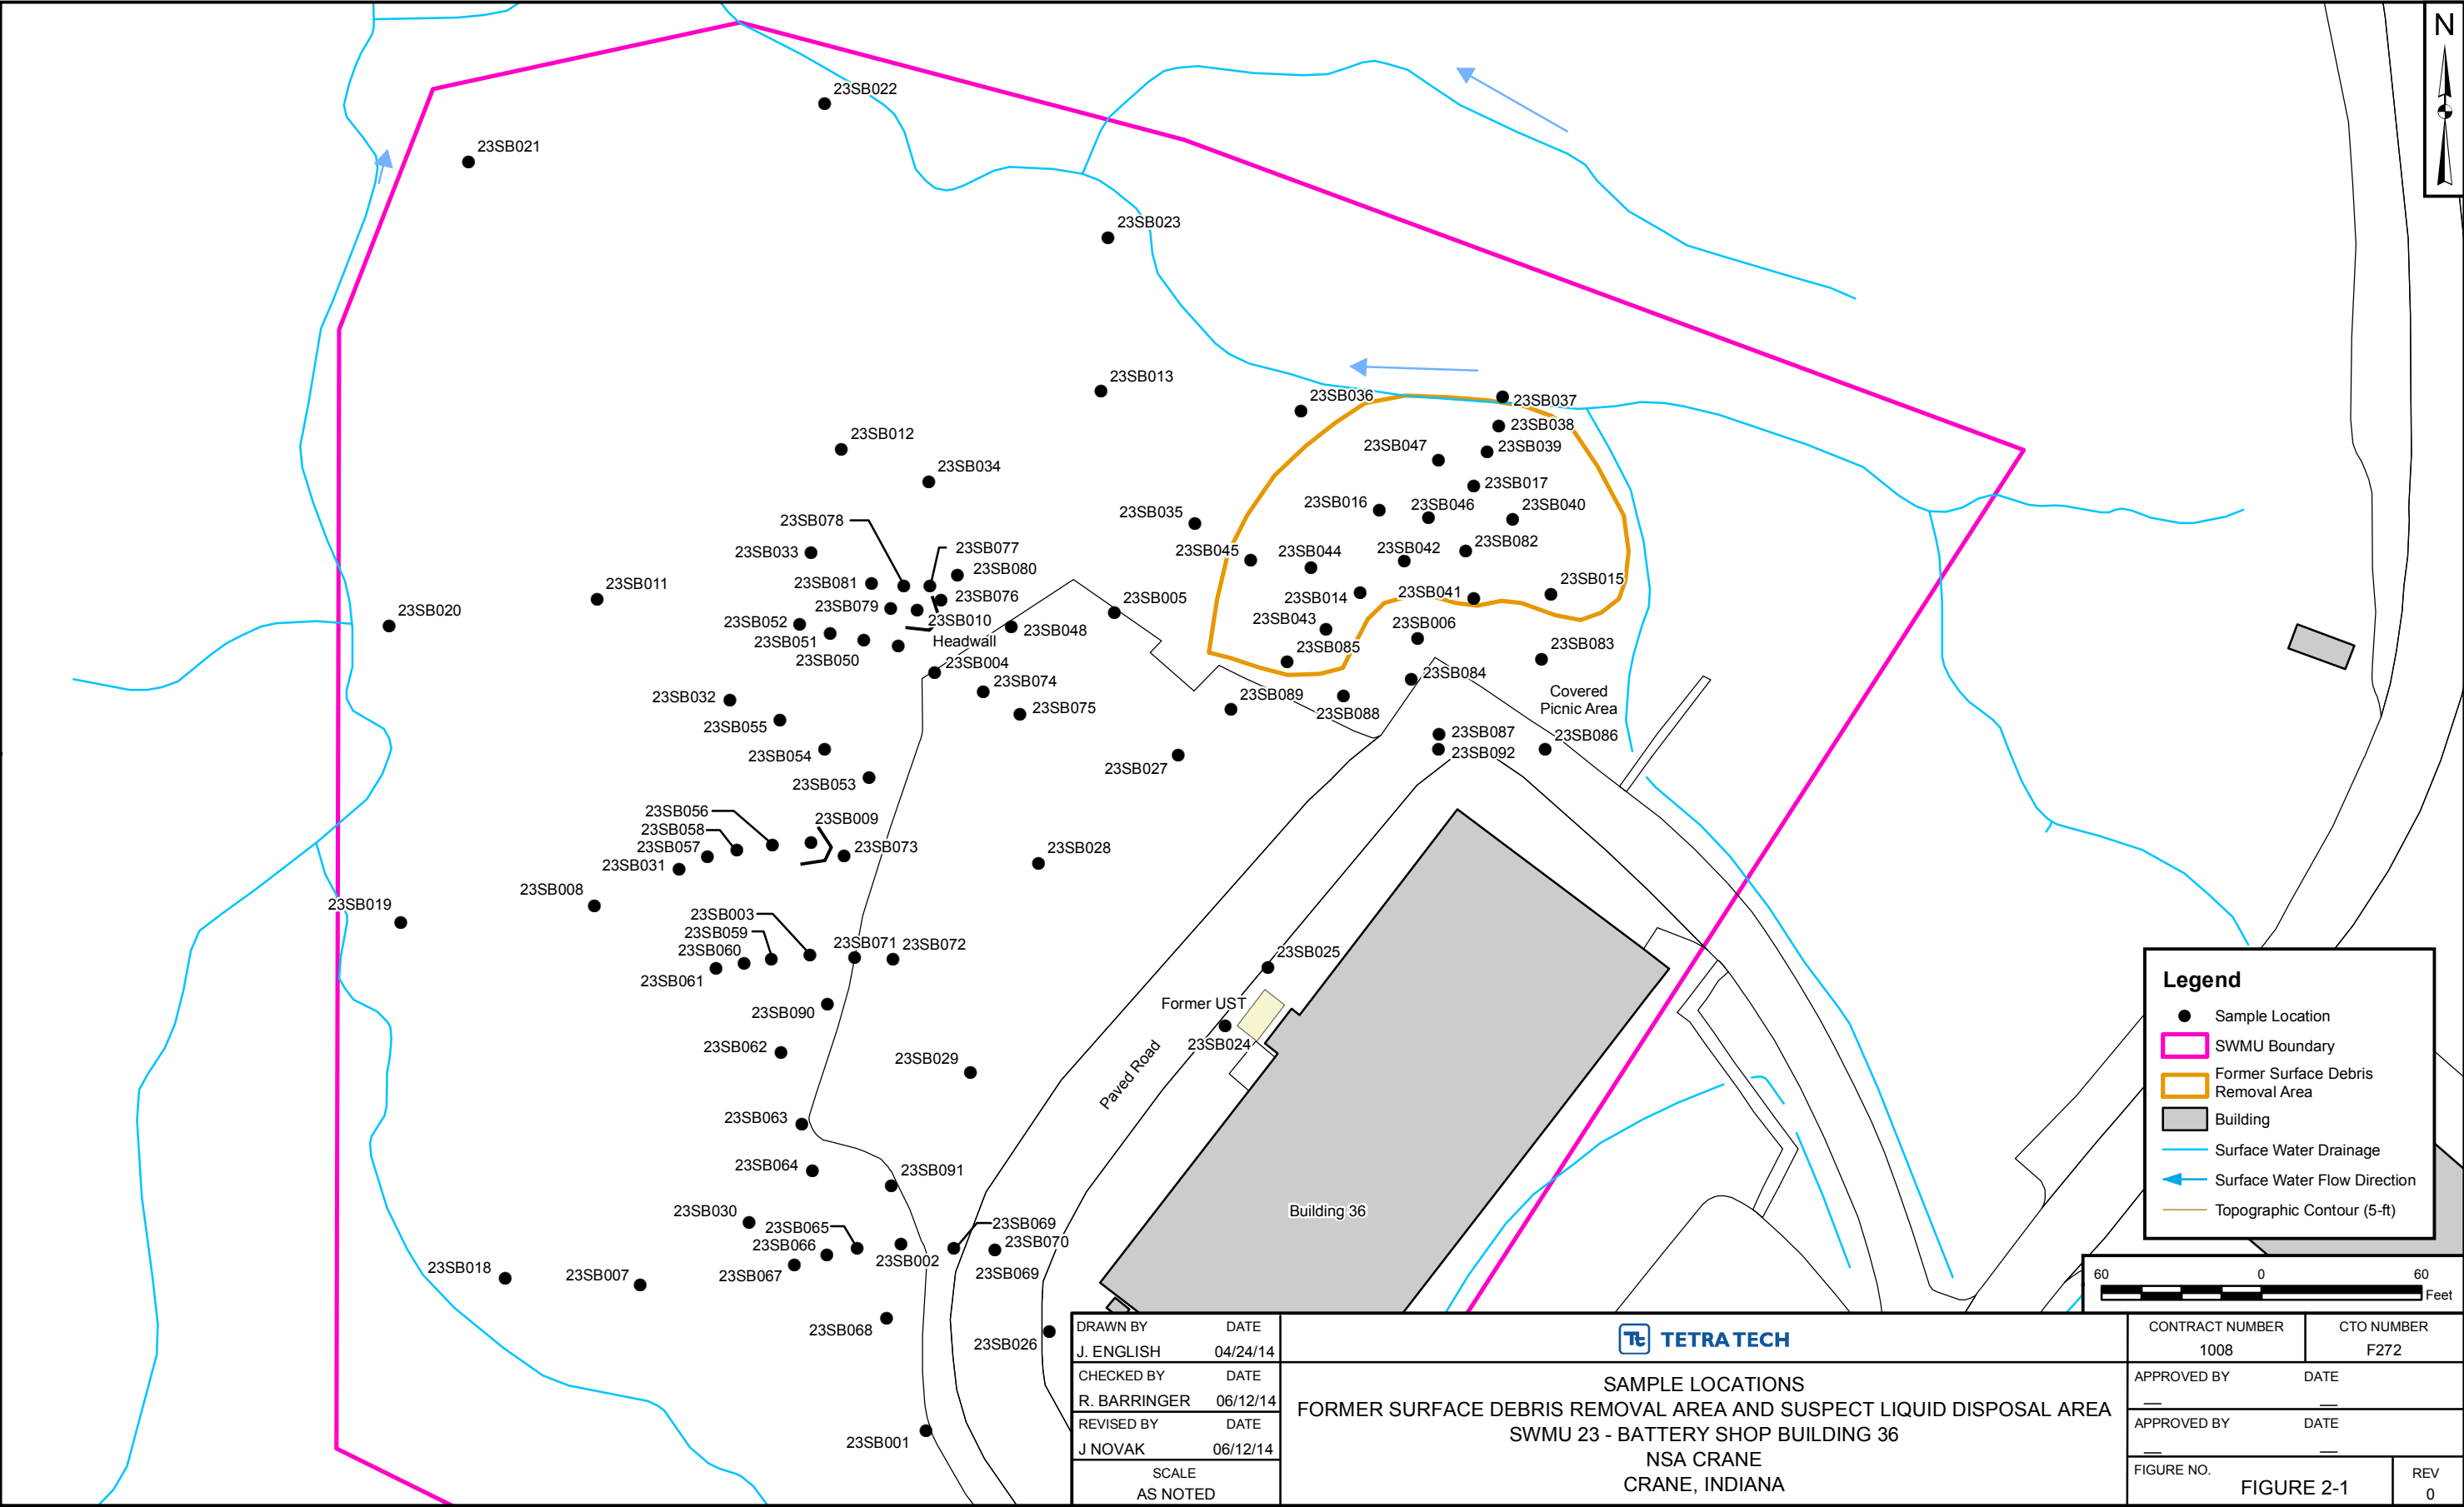 N
23SB022
23SB021
23SB023
23SB013
23SB036
23SB037
23SB038
23SB012
23SB047
23SB039
23SB034
23SB017
23SB016
23SB046
23SB040
23SB035
23SB078
23SB033
23SB077
23SB045
23SB044
23SB042
23SB082
23SB080
23SB081
23SB011
23SB015
23SB014
23SB041
23SB076
23SB005
23SB079
23SB020
23SB052
23SB010
23SB043
23SB006
23SB048
23SB051
Headwall
23SB050
23SB085
23SB083
23SB004
23SB084
23SB074
Covered
Picnic Area
23SB032
23SB089
23SB075
23SB088
23SB055
23SB087
23SB086
23SB092
23SB054
23SB027
23SB053
23SB056
23SB009
23SB058
23SB057
23SB073
23SB028
23SB031
23SB008
23SB019
23SB003
23SB059
23SB071
23SB072
23SB060
23SB025
23SB061
Former UST
23SB090
23SB024
23SB062
23SB029
Paved Road
23SB063
23SB064
23SB091
23SB030
Building 36
23SB065
23SB069
23SB066
23SB070
23SB002
23SB018
23SB007
23SB067
23SB069
23SB068
23SB026
23SB001
Legend
Sample Location
SWMU Boundary
Former Surface Debris
Removal Area
Building
Surface Water Drainage
Surface Water Flow Direction
Topographic Contour (5-ft)
60 0 60
Feet
DRAWN BY DATE
J. ENGLISH 04/24/14
CHECKED BY DATE
R. BARRINGER 06/12/14
REVISED BY DATE
J NOVAK 06/12/14
SCALE
AS NOTED
Tt TETRA TECH
SAMPLE LOCATIONS
FORMER SURFACE DEBRIS REMOVAL AREA AND SUSPECT LIQUID DISPOSAL AREA
SWMU 23 - BATTERY SHOP BUILDING 36
NSA CRANE
CRANE, INDIANA
CONTRACT NUMBER CTO NUMBER
1008 F272
APPROVED BY DATE
__ __
APPROVED BY DATE
__ __
FIGURE NO. REV
FIGURE 2-1 0